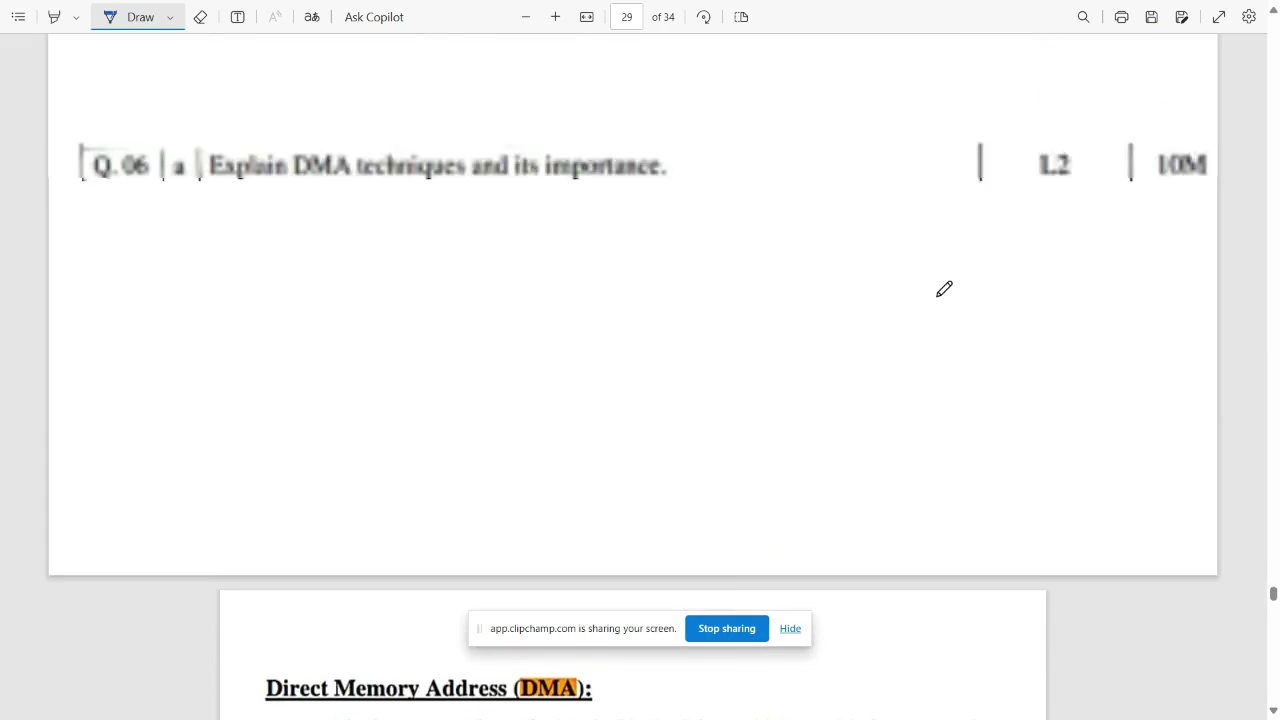 Draw
Ask Copilot
29 of 34
Q. 06 a Explain DMA techniques and its importance. L2 10M
app.clipchamp.com is sharing your screen. Stop sharing Hide
Direct Memory Address (DMA):